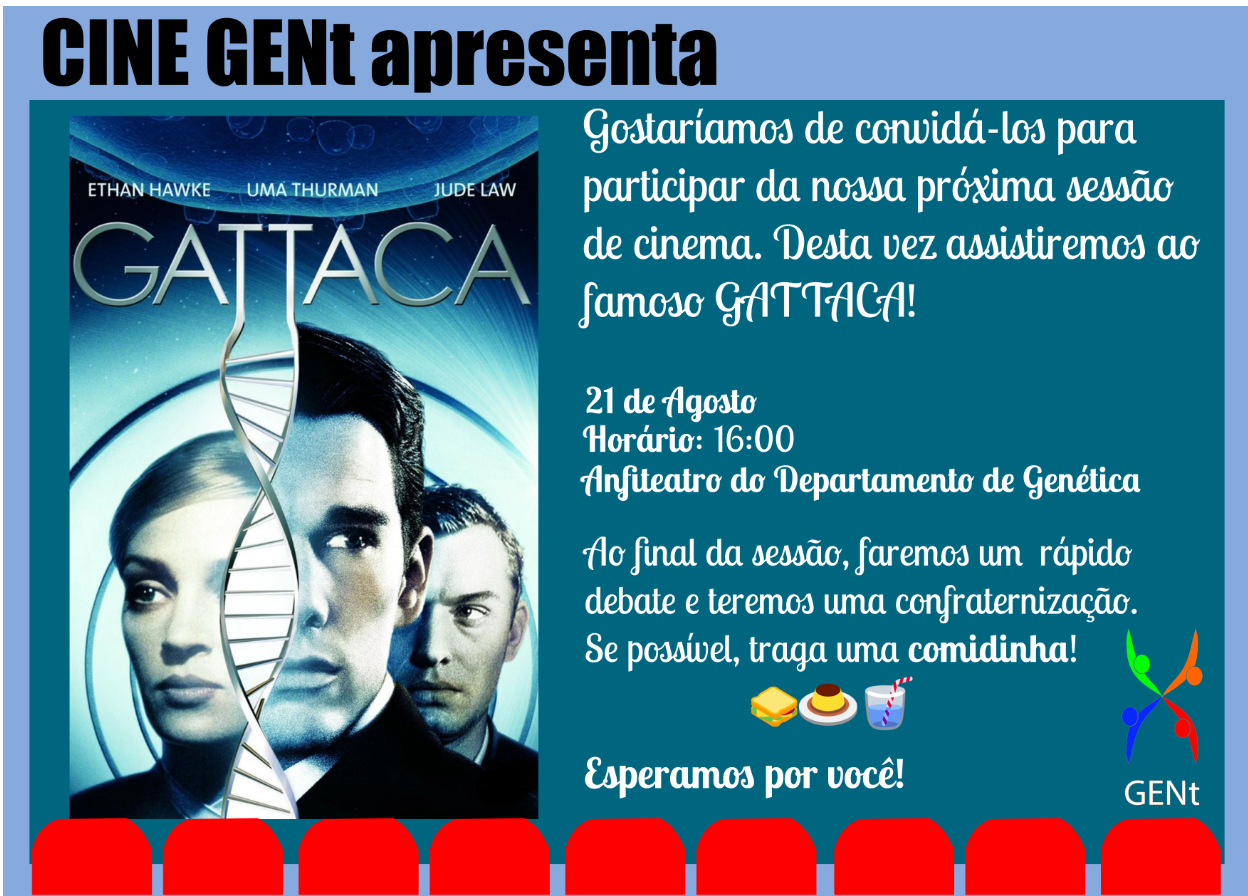 CINE GENt apresenta
ETHAN HAWKE UMA THURMAN JUDE LAW
GATTACA
Gostaríamos de convidá-los para
participar da nossa próxima sessão
de cinema. Desta vez assistiremos ao
famoso GATTACA!
21 de Agosto
Horário: 16:00
Anfiteatro do Departamento de Genética
Ao final da sessão, faremos um rápido
debate e teremos uma confraternização.
Se possível, traga uma comidinha!
Esperamos por você!
GENt